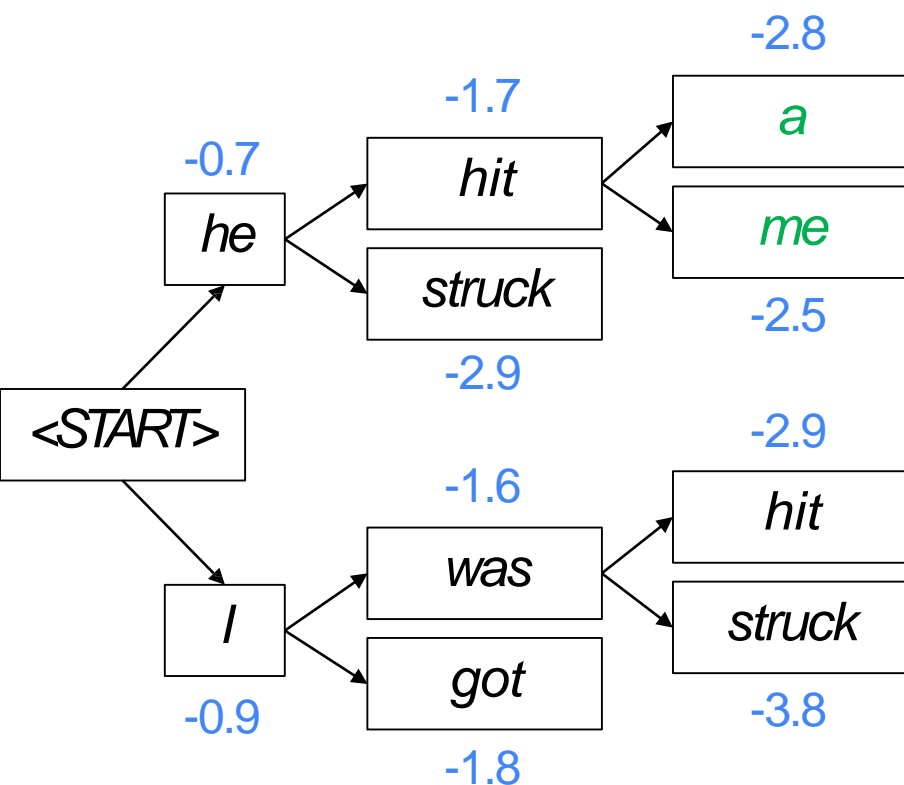 -2.8
-1.7
a
-0.7
hit
he
me
struck
-2.5
-2.9
<START>
-2.9
-1.6
hit
was
I
struck
got
-0.9
-3.8
-1.8